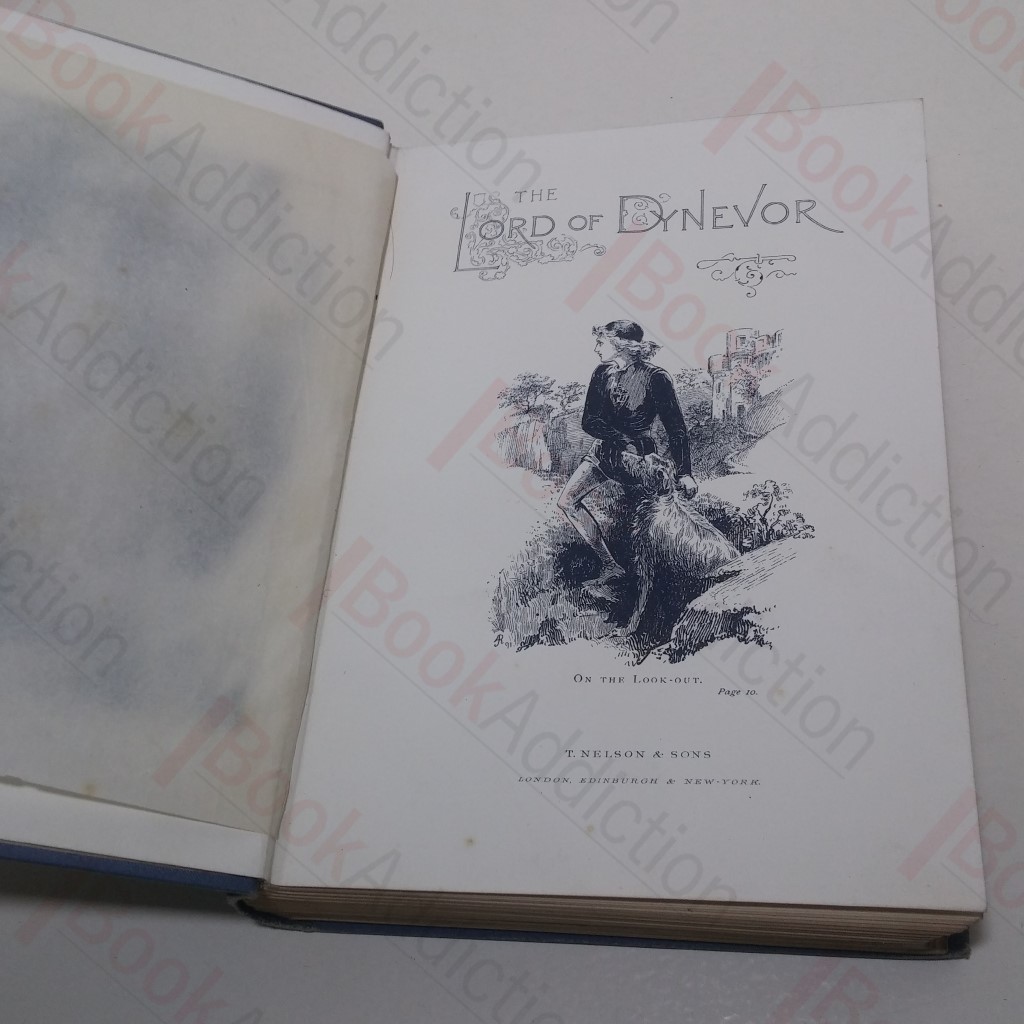 THE
LORD OF DYNEVOR
ON THE LOOK-OUT.
Page 10.
T. NELSON & SONS
LONDON, EDINBURGH & NEW-YORK.
BookAddiction